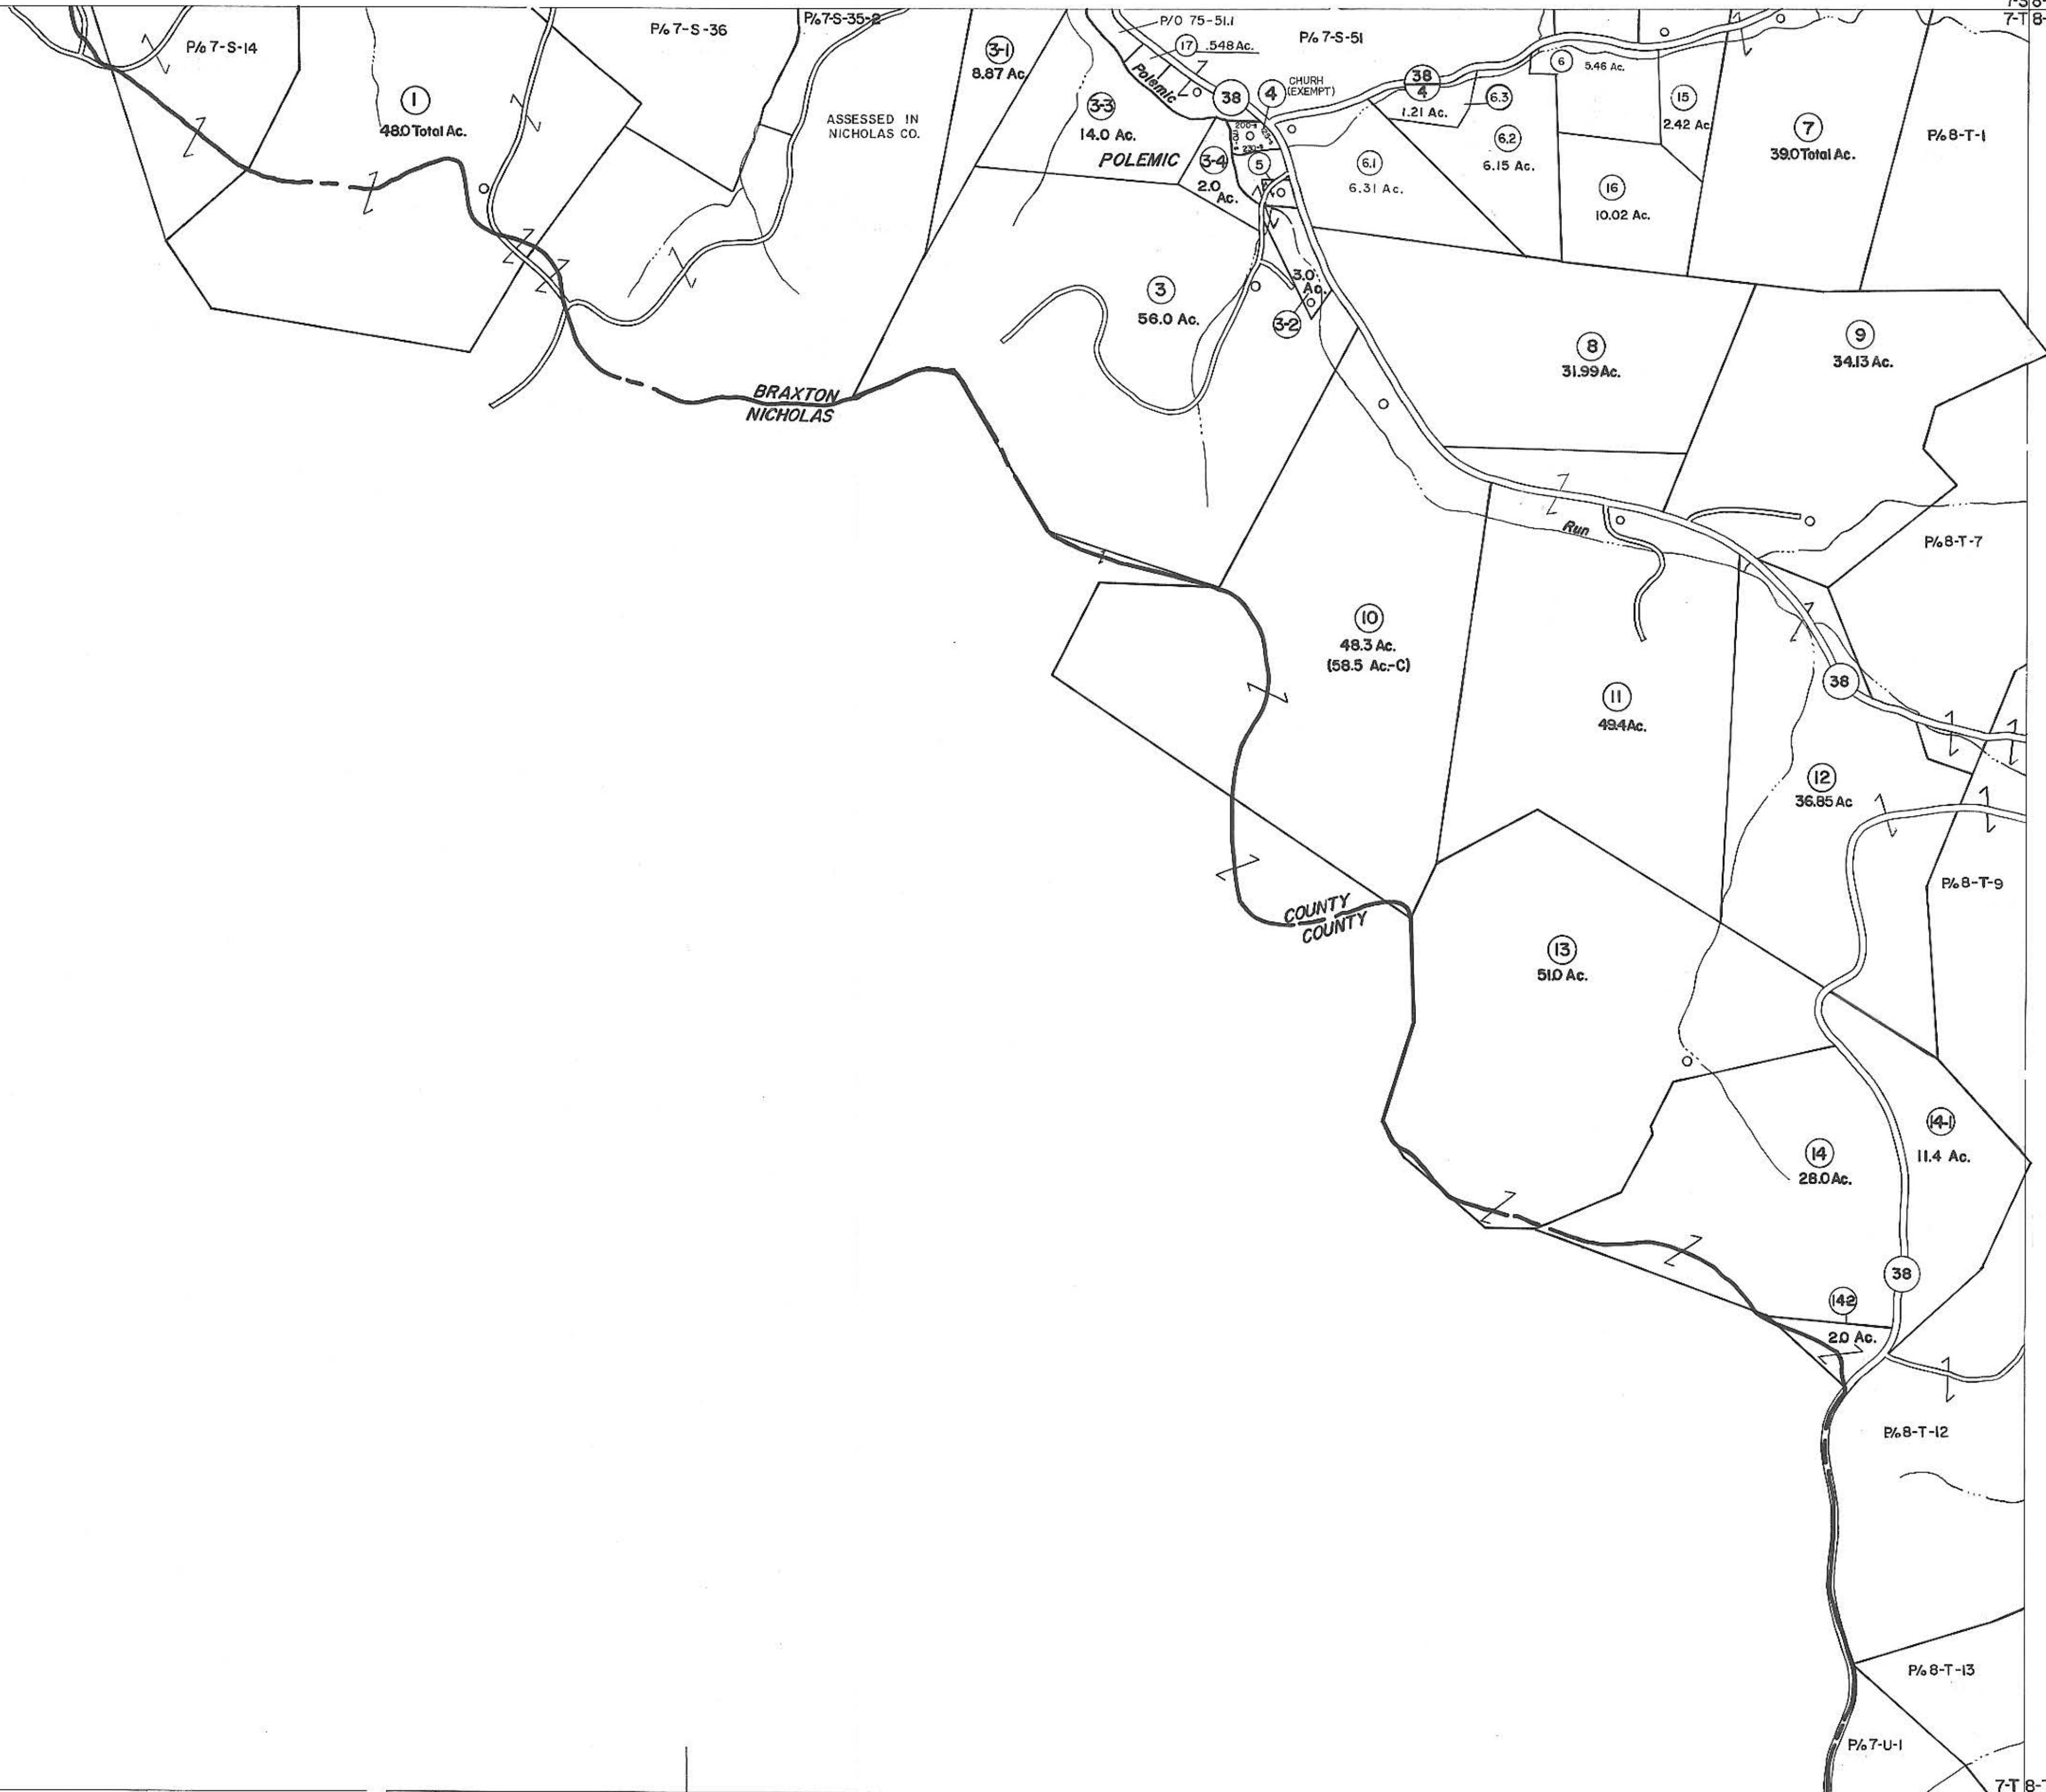 7-S 8-
7-T 8-
P/o 7-S-14
P/o 7-S-36
P/o 7-S-35-2
P/O 75-51.1
17 .548 Ac.
P/o 7-S-51
1
48.0 Total Ac.
ASSESSED IN
NICHOLAS CO.
3-1
8.87 Ac.
3-3
14.0 Ac.
Polemic
38
4
CHURH
(EXEMPT)
38
4
1.21 Ac.
6.3
6
5.46 Ac.
15
2.42 Ac.
7
39.0 Total Ac.
P/o 8-T-1
6.2
6.15 Ac.
16
10.02 Ac.
POLEMIC
3-4
2.0
Ac.
5
6.1
6.31 Ac.
3
56.0 Ac.
3.0
Ac.
3-2
8
31.99 Ac.
9
34.13 Ac.
BRAXTON
NICHOLAS
Run
P/o 8-T-7
10
48.3 Ac.
(58.5 Ac.-C)
11
49.4 Ac.
38
12
36.85 Ac
P/o 8-T-9
COUNTY
COUNTY
13
51.0 Ac.
14
28.0 Ac.
14-1
11.4 Ac.
38
14-2
2.0 Ac.
P/o 8-T-12
P/o 8-T-13
P/o 7-U-1
7-T 8-T